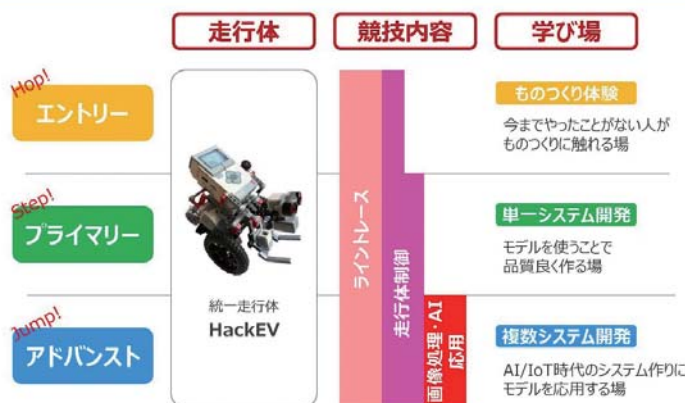 走行体
競技内容
学び場
Hop!
エントリー
ものつくり体験
今までやったことがない人が
ものつくりに触れる場
Step!
プライマリー
ライントレース
走行体制御
単一システム開発
モデルを使うことで
品質良く作る場
統一走行体
HackEV
Jump!
アドバンスト
画像処理・AI
応用
複数システム開発
AI/IoT時代のシステム作りに
モデルを応用する場